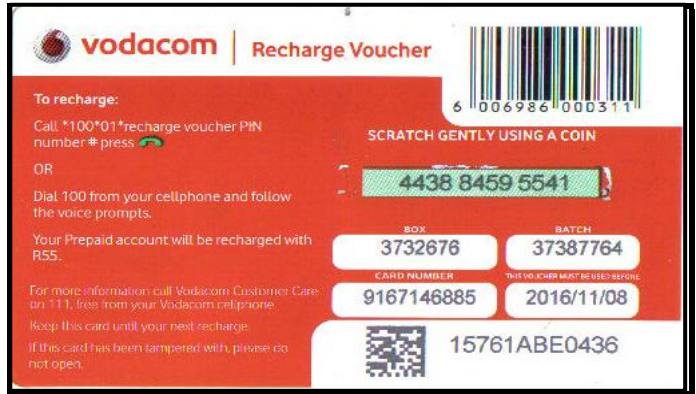 vodacom | Recharge Voucher
6 006986 000311
To recharge:
Call *100*01*recharge voucher PIN
number # press
OR
Dial 100 from your cellphone and follow
the voice prompts.
Your Prepaid account will be recharged with
R55.
For more information call Vodacom Customer Care
on 111, free from your Vodacom cellphone.
Keep this card until your next recharge.
If this card has been tampered with, please do
not open.
SCRATCH GENTLY USING A COIN
4438 8459 5541
BOX
3732676
BATCH
37387764
CARD NUMBER
9167146885
THIS VOUCHER MUST BE USED BEFORE
2016/11/08
15761ABE0436